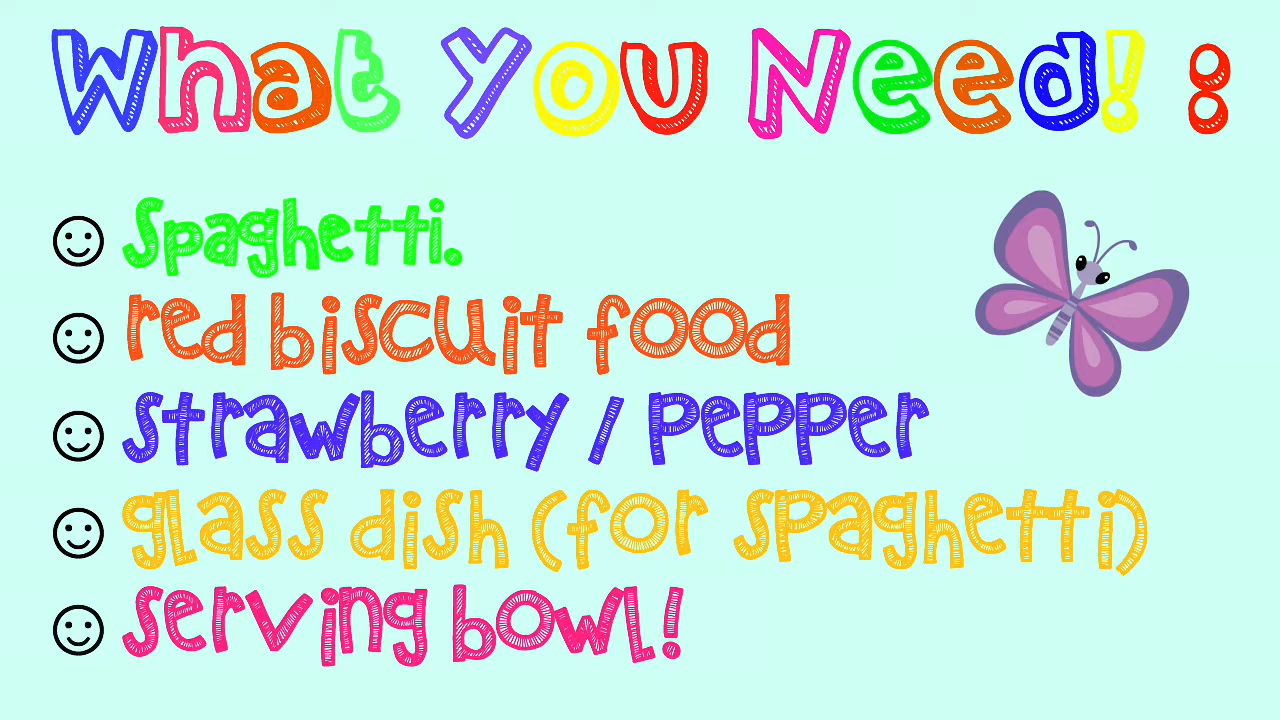 What You Need! :
Spaghetti.
red biscuit food
strawberry / pepper
glass dish (for spaghetti)
serving bowl!